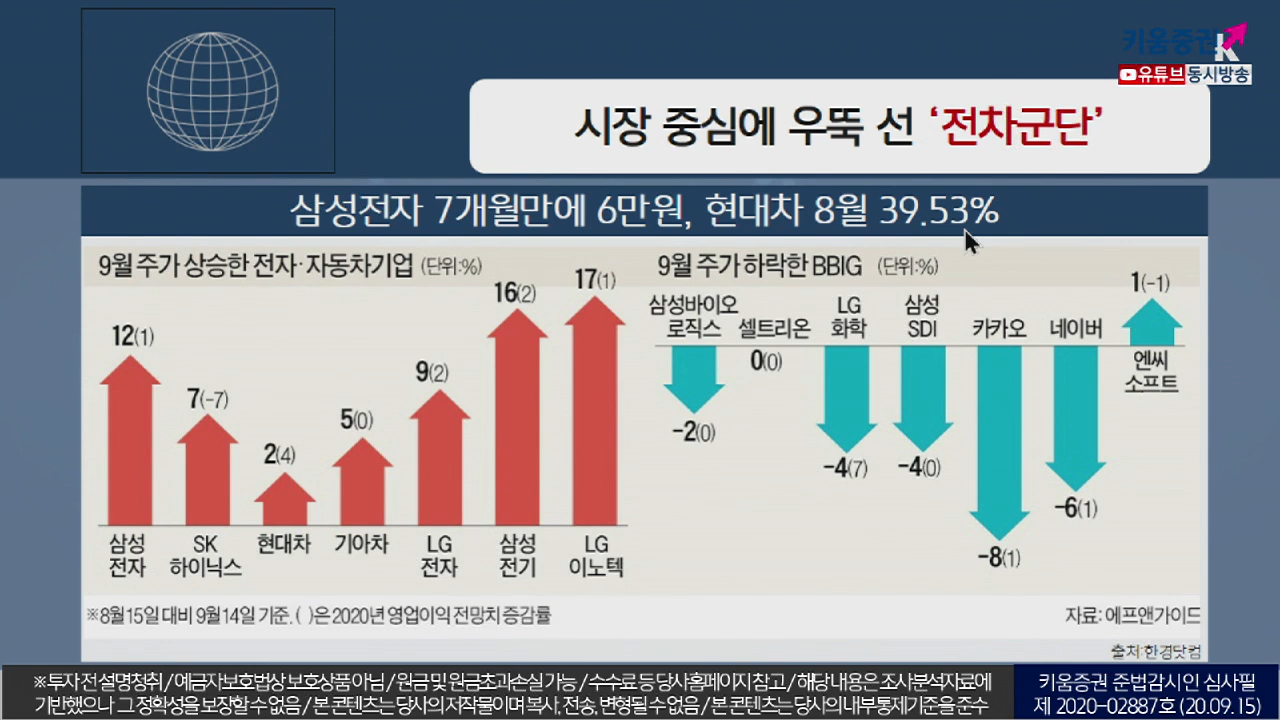 키움증권
유튜브 동시방송
시장 중심에 우뚝 선 ‘전차군단’
삼성전자 7개월만에 6만원, 현대차 8월 39.53%
9월 주가 상승한 전자·자동차기업 (단위:%)
12(1)
7(-7)
2(4)
5(0)
9(2)
16(2)
17(1)
삼성
전자
SK
하이닉스
현대차
기아차
LG
전자
삼성
전기
LG
이노텍
9월 주가 하락한 BBIG (단위:%)
삼성바이오
로직스
셀트리온
LG
화학
삼성
SDI
카카오
네이버
엔씨
소프트
-2(0)
0(0)
-4(7)
-4(0)
-8(1)
-6(1)
1(-1)
※8월15일 대비 9월14일 기준. ( )은 2020년 영업이익 전망치 증감률
자료: 에프앤가이드
출처:한경닷컴
※ 투자 전 설명청취 / 예금자보호법상 보호상품 아님 / 원금 및 원금초과손실 가능 / 수수료 등 당사홈페이지 참고 / 해당 내용은 조사분석자료에
기반했으나 그 정확성을 보장할 수 없음 / 본 콘텐츠는 당사의 저작물이며 복사, 전송, 변형될 수 없음 / 본 콘텐츠는 당사의 내부통제기준을 준수
키움증권 준법감시인 심사필
제 2020-02887호 (20.09.15)